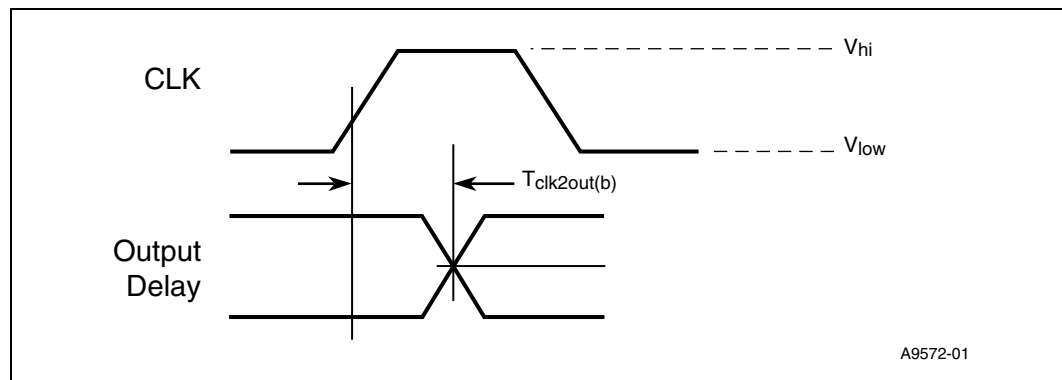 CLK
Vhi
Vlow
Tclk2out(b)
Output
Delay
A9572-01